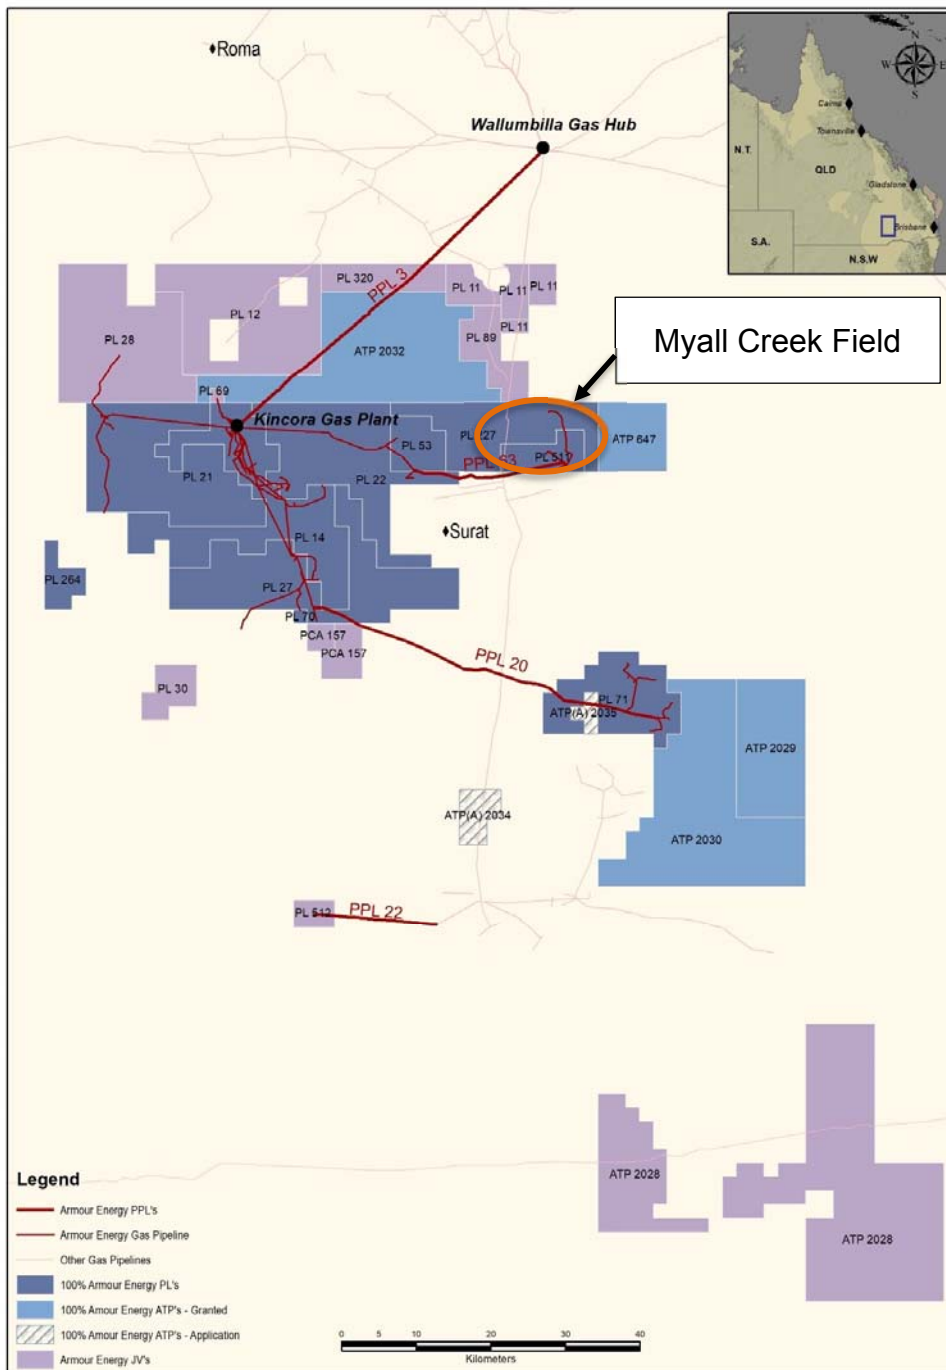 Roma
Wallumbilla Gas Hub
N
W E
S
Cairns
Townsville
N.T.
QLD
Gladstone
Brisbane
S.A.
N.S.W
PPL 3
PL 320
PL 11
PL 11
PL 11
PL 12
PL 11
PL 28
PL 89
ATP 2032
Myall Creek Field
PL 69
Kincora Gas Plant
PL 53
PL 227
ATP 647
PL 511
PL 21
PL 22
Surat
PL 14
PL 264
PL 27
PL 70
PCA 157
PCA 157
PPL 20
PL 30
PL 71
ATP(A) 2035
ATP 2029
ATP(A) 2034
ATP 2030
PL 512
PPL 22
ATP 2028
ATP 2028
Legend
Armour Energy PPL's
Armour Energy Gas Pipeline
Other Gas Pipelines
100% Armour Energy PL's
100% Amour Energy ATP's - Granted
100% Amour Energy ATP's - Application
Armour Energy JV's
0 5 10 20 30 40
Kilometers